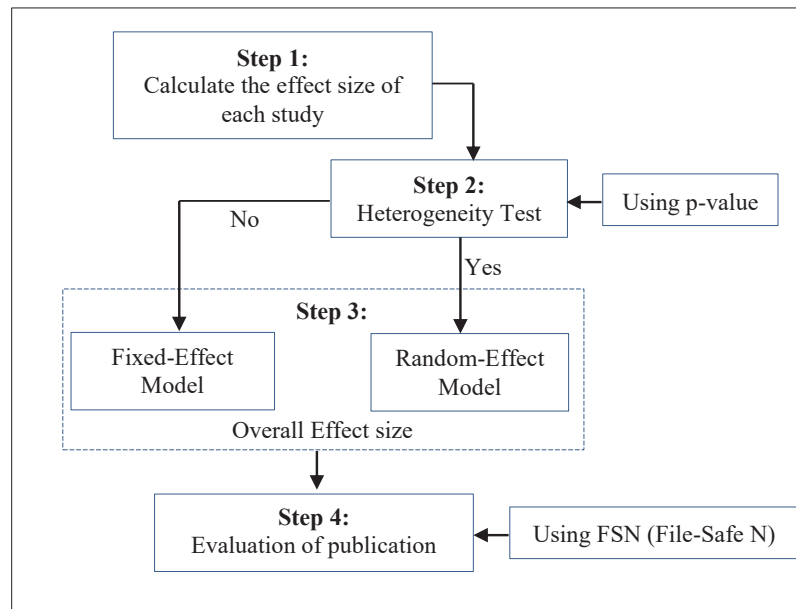 Step 1:
Calculate the effect size of
each study
Step 2:
Heterogeneity Test
Using p-value
No
Yes
Step 3:
Fixed-Effect
Model
Random-Effect
Model
Overall Effect size
Step 4:
Evaluation of publication
Using FSN (File-Safe N)